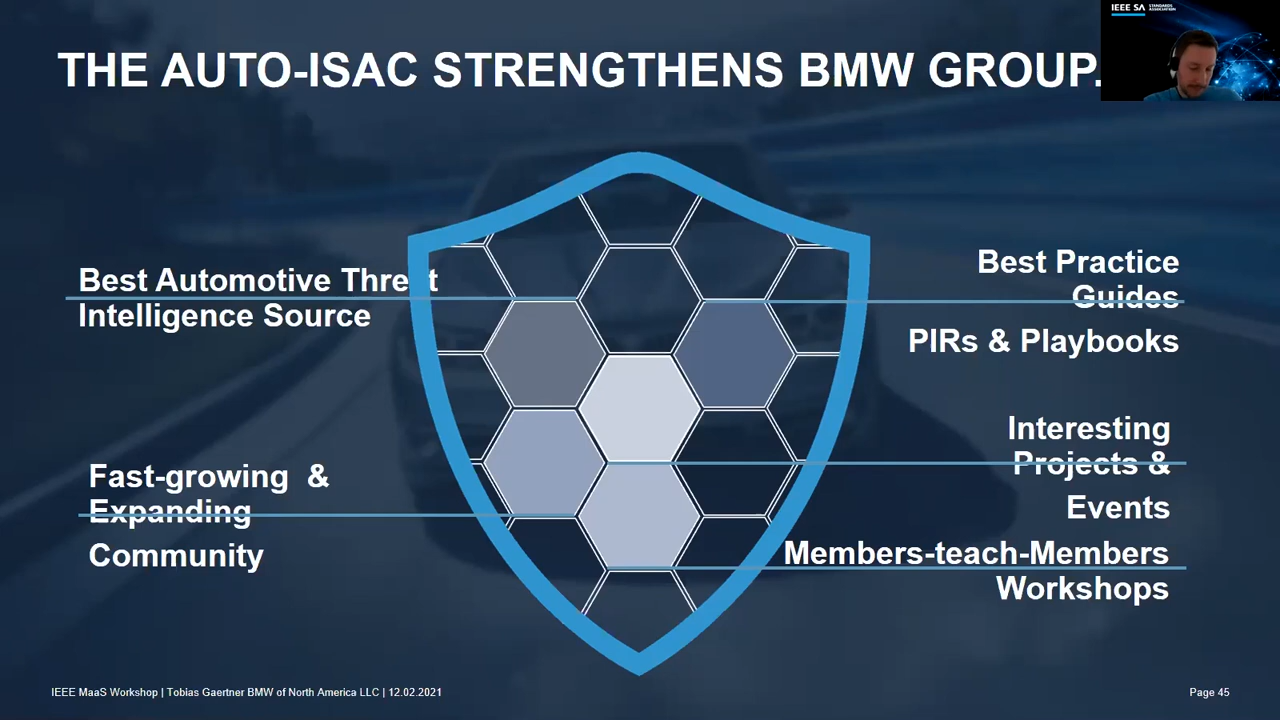 THE AUTO-ISAC STRENGTHENS BMW GROUP.
IEEE SA STANDARDS ASSOCIATION
Best Automotive Threat
Intelligence Source
Best Practice
Guides
PIRs & Playbooks
Fast-growing & 
Expanding
Community
Interesting
Projects &
Events
Members-teach-Members
Workshops
IEEE MaaS Workshop | Tobias Gaertner BMW of North America LLC | 12.02.2021
Page 45